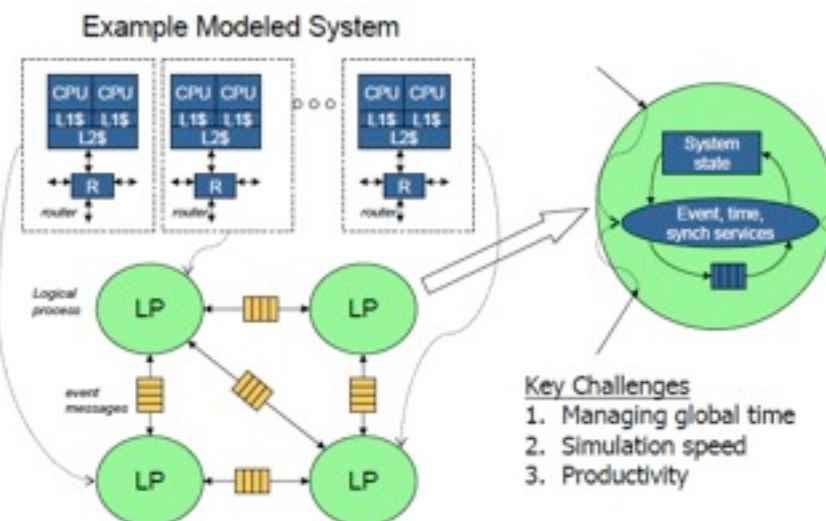 Example Modeled System
CPU CPU
L1$ L1$
L2$
R
router
CPU CPU
L1$ L1$
L2$
R
router
CPU CPU
L1$ L1$
L2$
R
router
System
state
Event, time,
synch services
Logical
process
LP
LP
event
messages
LP
LP
Key Challenges
1. Managing global time
2. Simulation speed
3. Productivity